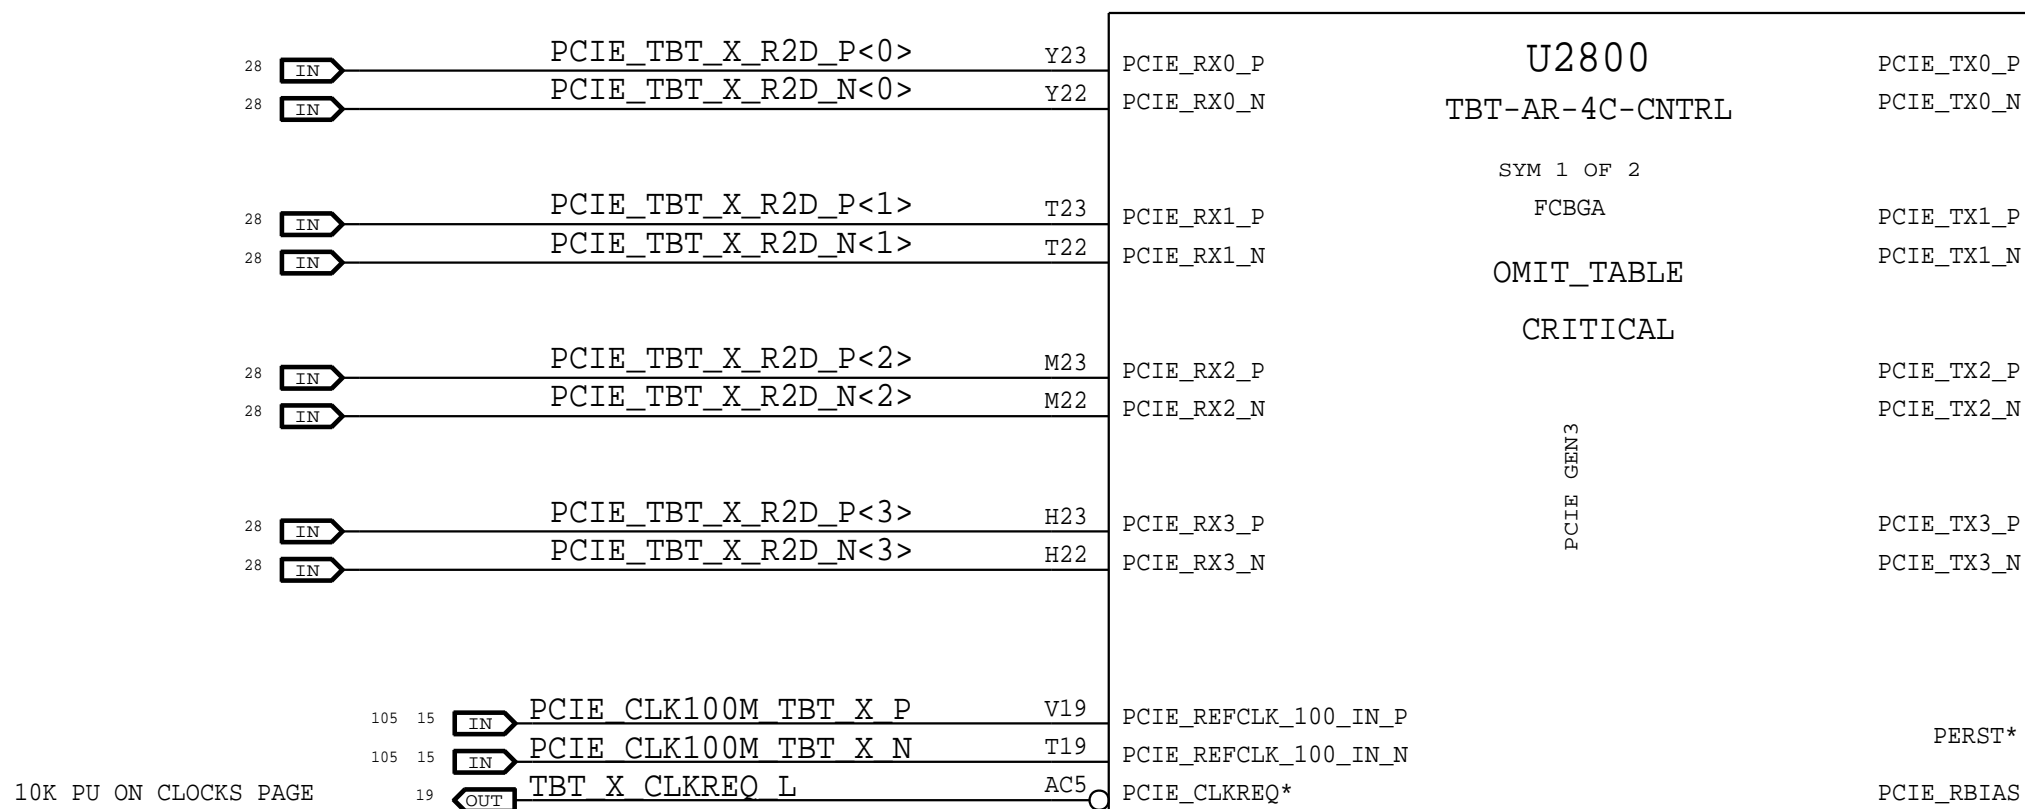 PCIE_TBT_X_R2D_P<0> Y23 U2800
28 IN PCIE_RX0_P PCIE_TX0_P
PCIE_TBT_X_R2D_N<0> Y22
28 IN PCIE_RX0_N TBT-AR-4C-CNTRL PCIE_TX0_N
SYM 1 OF 2
PCIE_TBT_X_R2D_P<1> T23 FCBGA
28 IN PCIE_RX1_P PCIE_TX1_P
PCIE_TBT_X_R2D_N<1> T22
28 IN PCIE_RX1_N PCIE_TX1_N
OMIT_TABLE
CRITICAL
PCIE_TBT_X_R2D_P<2> M23
28 IN PCIE_RX2_P PCIE_TX2_P
PCIE_TBT_X_R2D_N<2> M22
28 IN PCIE_RX2_N PCIE_TX2_N
PCIE GEN3
PCIE_TBT_X_R2D_P<3> H23
28 IN PCIE_RX3_P PCIE_TX3_P
PCIE_TBT_X_R2D_N<3> H22
28 IN PCIE_RX3_N PCIE_TX3_N
105 15 IN PCIE_CLK100M_TBT_X_P V19 PCIE_REFCLK_100_IN_P
PERST*
105 15 IN PCIE_CLK100M_TBT_X_N T19 PCIE_REFCLK_100_IN_N
10K PU ON CLOCKS PAGE 19 OUT TBT_X_CLKREQ_L AC5 PCIE_CLKREQ* PCIE_RBIAS